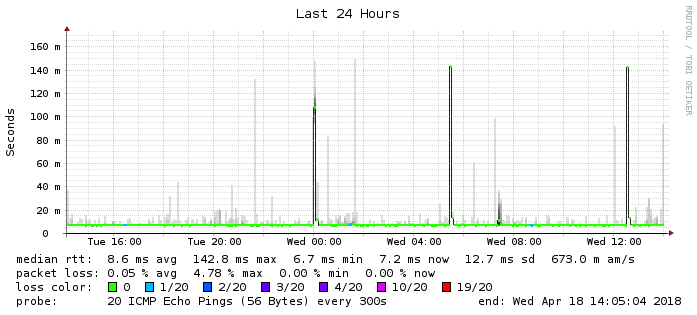 Last 24 Hours
RRDTOOL / TOBI OETIKER
Seconds
160 m
140 m
120 m
100 m
80 m
60 m
40 m
20 m
0
Tue 16:00 Tue 20:00 Wed 00:00 Wed 04:00 Wed 08:00 Wed 12:00
median rtt: 8.6 ms avg 142.8 ms max 6.7 ms min 7.2 ms now 12.7 ms sd 673.0 m am/s
packet loss: 0.05 % avg 4.78 % max 0.00 % min 0.00 % now
loss color: 0 1/20 2/20 3/20 4/20 10/20 19/20
probe: 20 ICMP Echo Pings (56 Bytes) every 300s end: Wed Apr 18 14:05:04 2018